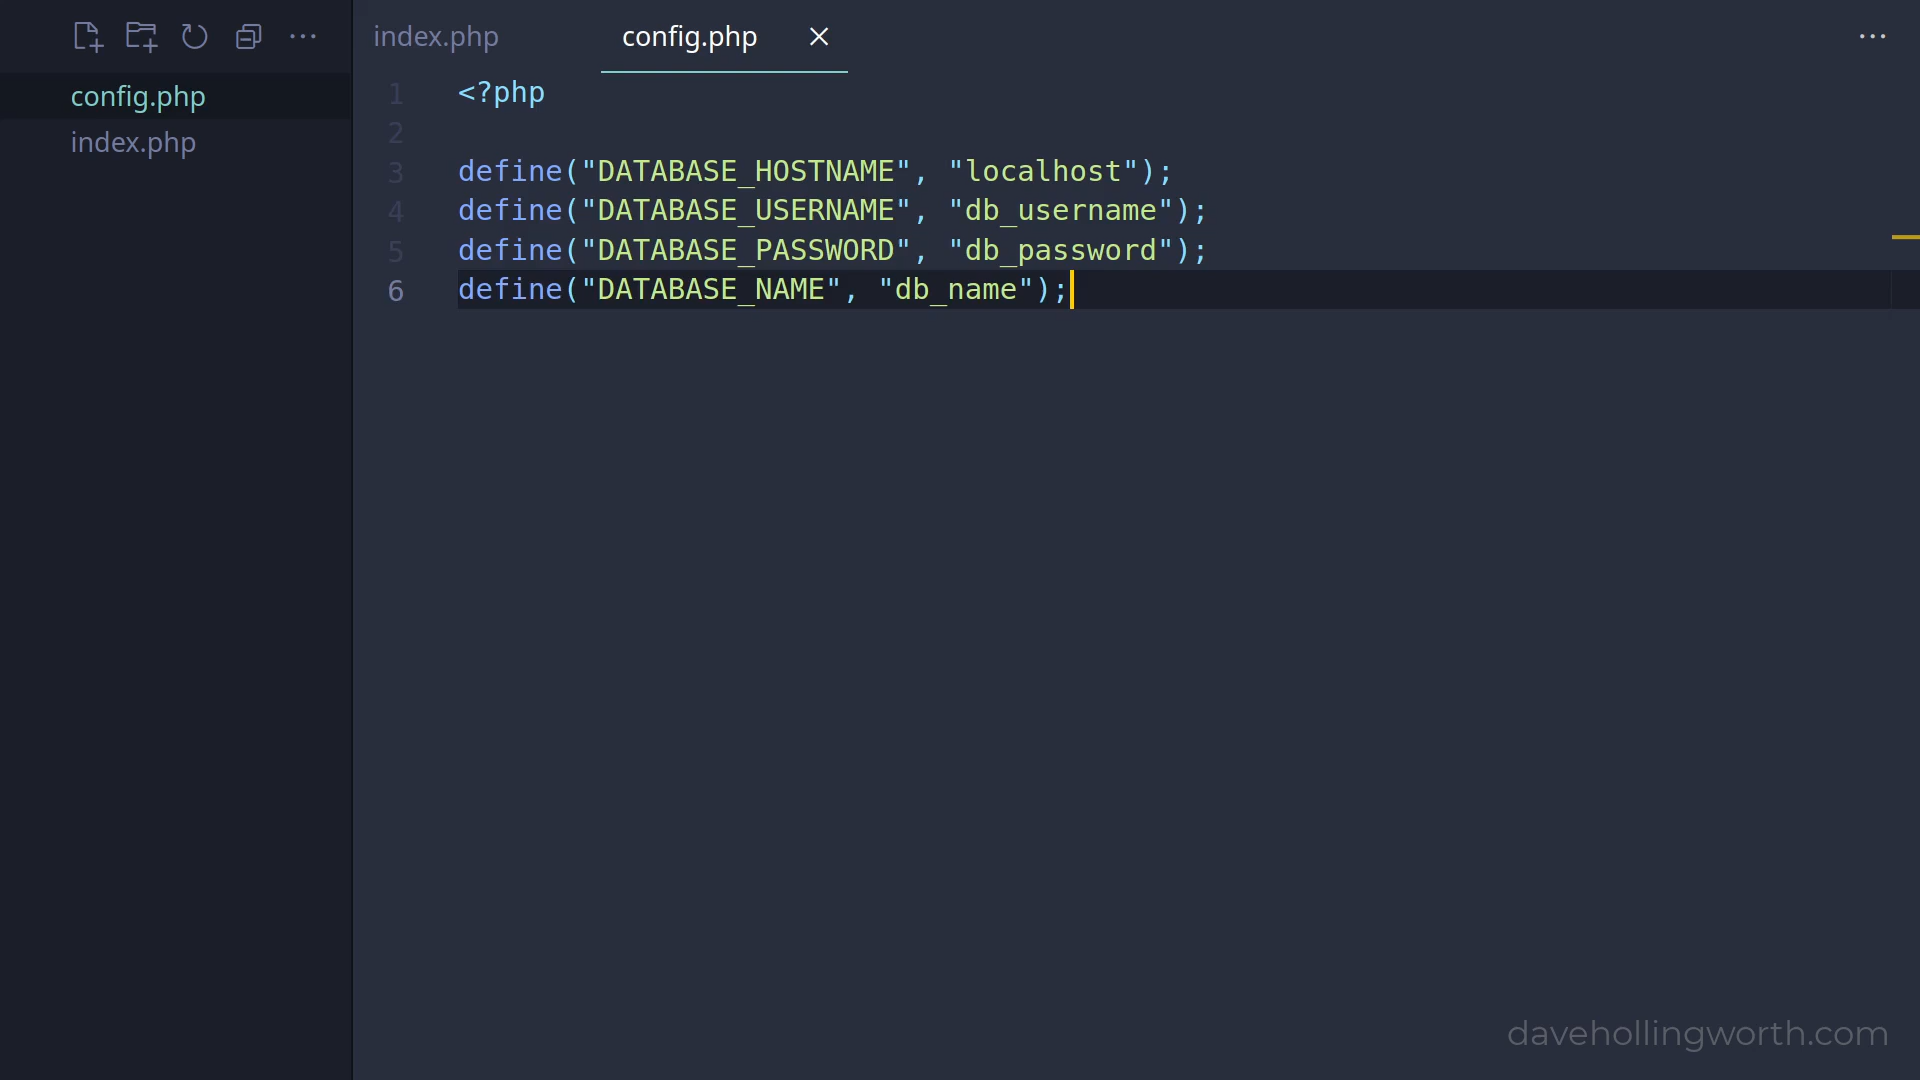 index.php
config.php
config.php
index.php
1 <?php
2
3 define("DATABASE_HOSTNAME", "localhost");
4 define("DATABASE_USERNAME", "db_username");
5 define("DATABASE_PASSWORD", "db_password");
6 define("DATABASE_NAME", "db_name");
davehollingworth.com